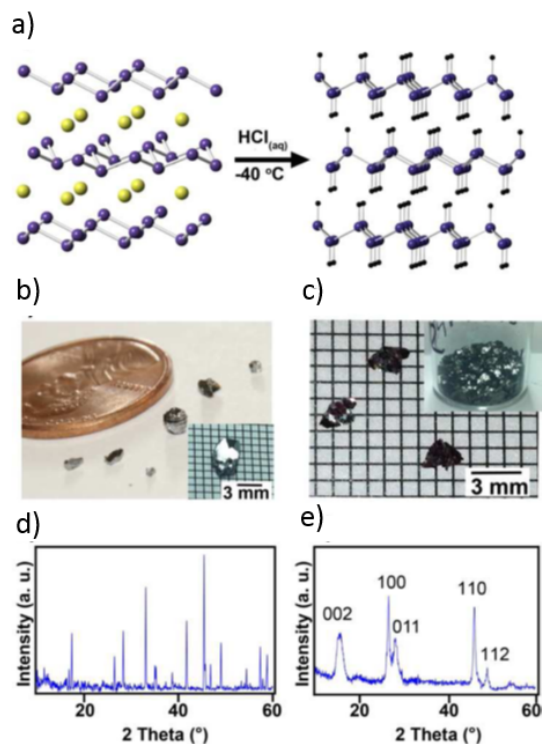 a)
HCl(aq)
-40 °C
b)
c)
3 mm
3 mm
d)
e)
Intensity (a. u.)
20
40
60
2 Theta (°)
Intensity (a. u.)
002
100
011
110
112
20
40
60
2 Theta (°)